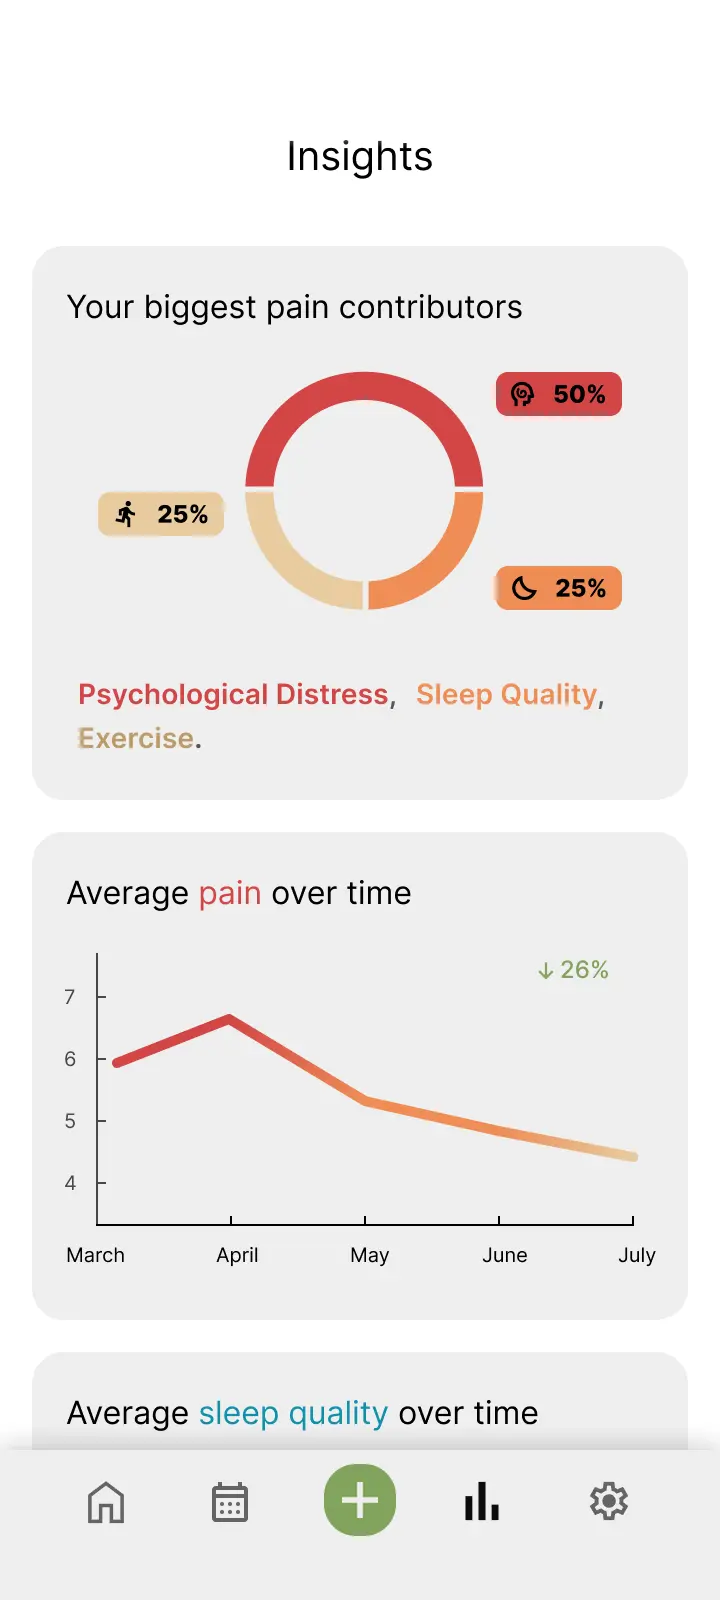 Insights
Your biggest pain contributors
50%
25%
25%
Psychological Distress, Sleep Quality,
Exercise.
Average pain over time
↓ 26%
7
6
5
4
March April May June July
Average sleep quality over time